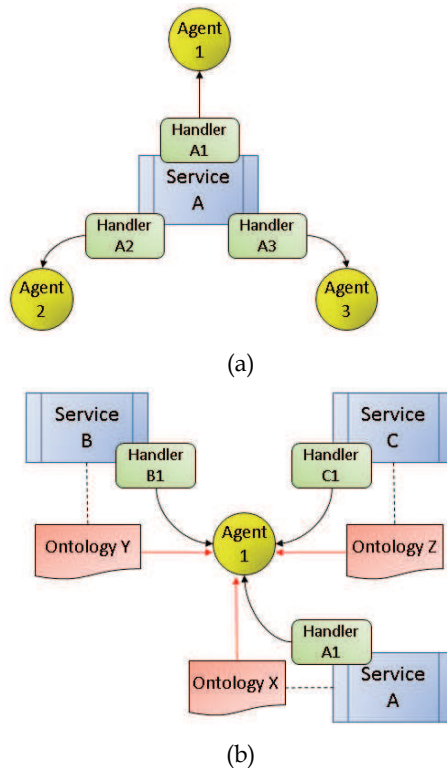 Agent
1
Handler
A1
Service
A
Handler
A2
Handler
A3
Agent
2
Agent
3
(a)
Service
B
Service
C
Handler
B1
Handler
C1
Agent
1
Ontology Y
Ontology Z
Handler
A1
Ontology X
Service
A
(b)